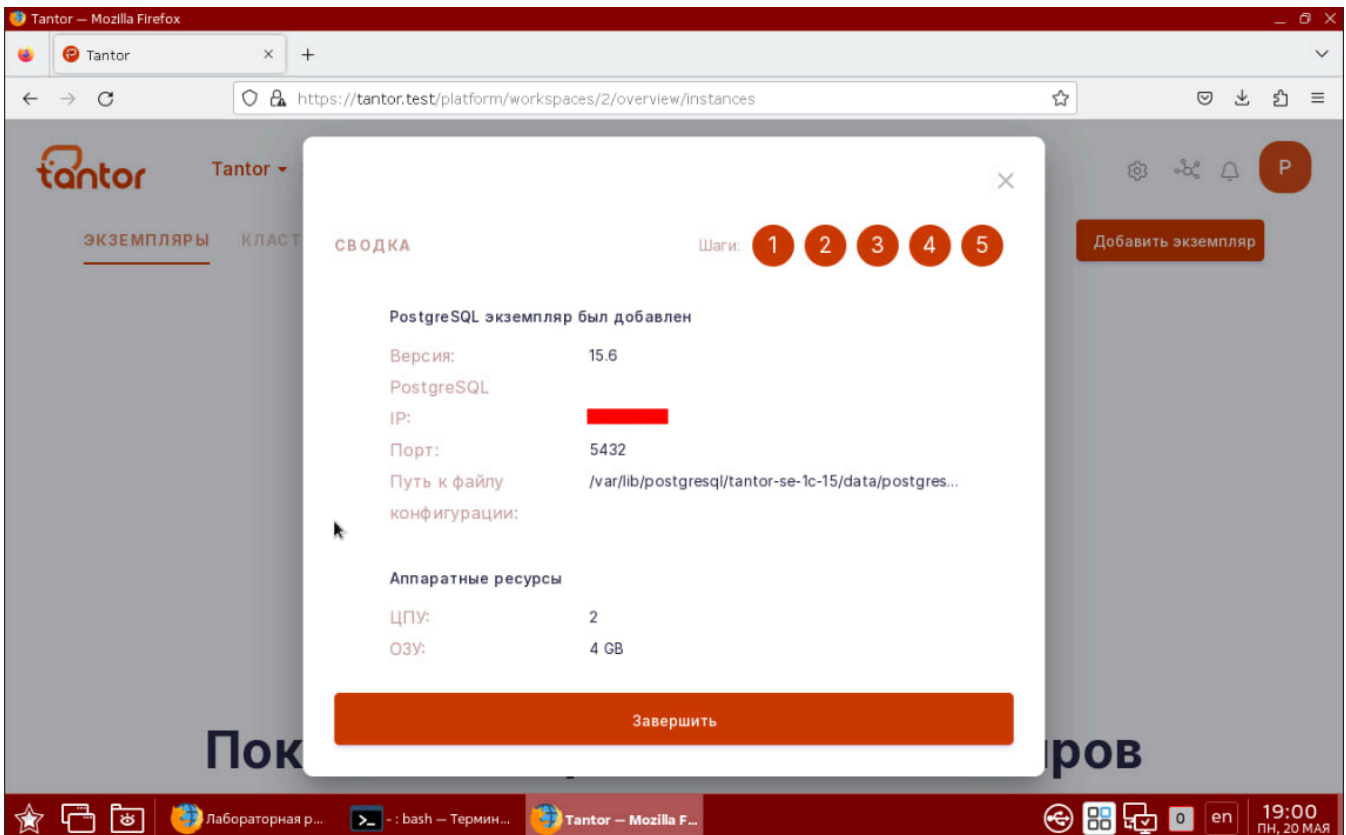 Tantor — Mozilla Firefox
Tantor
https://tantor.test/platform/workspaces/2/overview/instances
tantor
Tantor
P
ЭКЗЕМПЛЯРЫ
КЛАСТ
Добавить экземпляр
СВОДКА
Шаги: 1 2 3 4 5
PostgreSQL экземпляр был добавлен
Версия: 15.6
PostgreSQL
IP:
Порт: 5432
Путь к файлу /var/lib/postgresql/tantor-se-1c-15/data/postgres...
конфигурации:
Аппаратные ресурсы
ЦПУ: 2
ОЗУ: 4 GB
Завершить
Пок
ров
Лабораторная р...
- : bash — Термин...
Tantor — Mozilla F...
0
en
19:00
ПН, 20 МАЯ